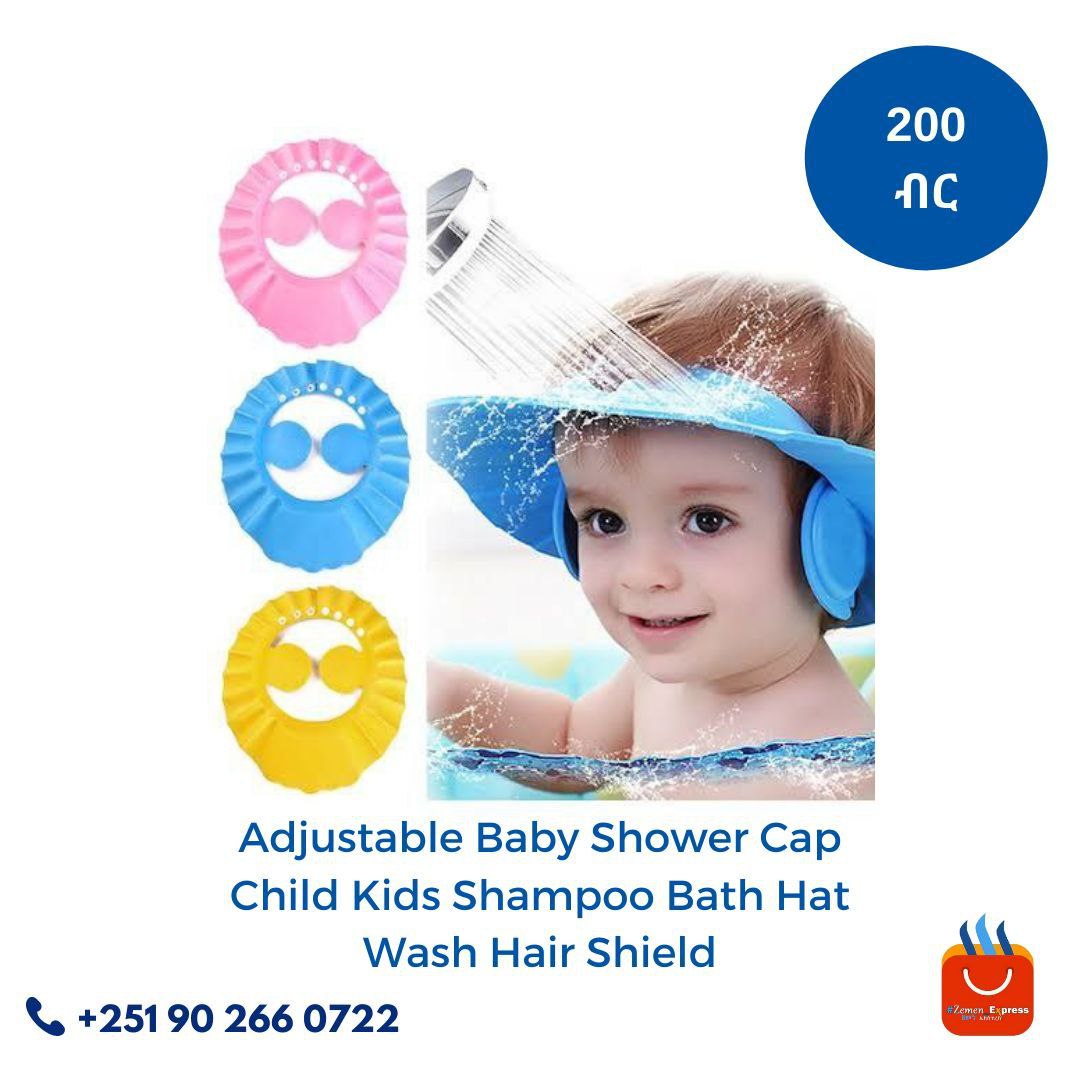 200
ብር
Adjustable Baby Shower Cap
Child Kids Shampoo Bath Hat
Wash Hair Shield
+251 90 266 0722
#Zemen Express